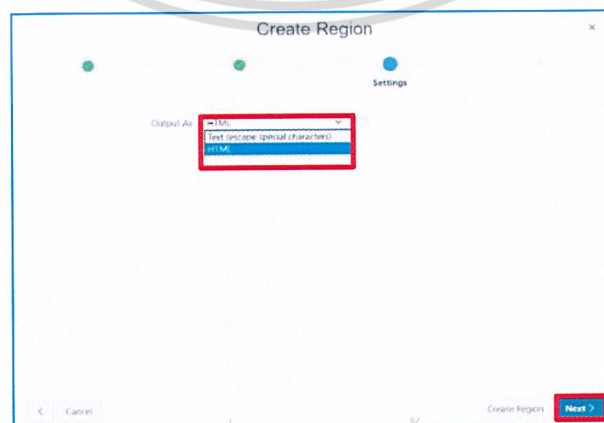 Create Region
×
Settings
Output As HTML
Text (escape special characters)
HTML
Cancel
Create Region
Next >